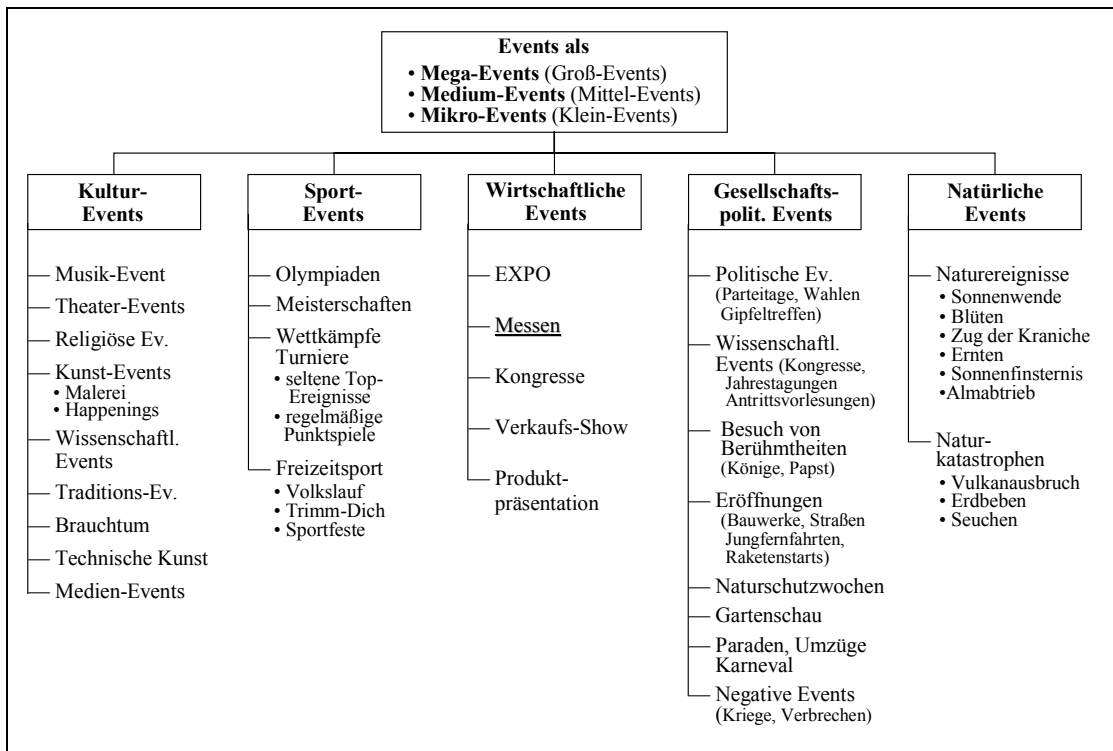 Events als
• Mega-Events (Groß-Events)
• Medium-Events (Mittel-Events)
• Mikro-Events (Klein-Events)
Kultur-
Events
Musik-Event
Theater-Events
Religiöse Ev.
Kunst-Events
• Malerei
• Happenings
Wissenschaftl.
Events
Traditions-Ev.
Brauchtum
Technische Kunst
Medien-Events
Sport-
Events
Olympiaden
Meisterschaften
Wettkämpfe
Turniere
• seltene Top-
Ereignisse
• regelmäßige
Punktspiele
Freizeitsport
• Volkslauf
• Trimm-Dich
• Sportfeste
Wirtschaftliche
Events
EXPO
Messen
Kongresse
Verkaufs-Show
Produkt-
präsentation
Gesellschafts-
polit. Events
Politische Ev.
(Parteitage, Wahlen
Gipfeltreffen)
Wissenschaftl.
Events (Kongresse,
Jahrestagungen
Antrittsvorlesungen)
Besuch von
Berühmtheiten
(Könige, Papst)
Eröffnungen
(Bauwerke, Straßen
Jungfernfahrten,
Raketenstarts)
Naturschutzwochen
Gartenschau
Paraden, Umzüge
Karneval
Negative Events
(Kriege, Verbrechen)
Natürliche
Events
Naturereignisse
• Sonnenwende
• Blüten
• Zug der Kraniche
• Ernten
• Sonnenfinsternis
•Almabtrieb
Natur-
katastrophen
• Vulkanausbruch
• Erdbeben
• Seuchen